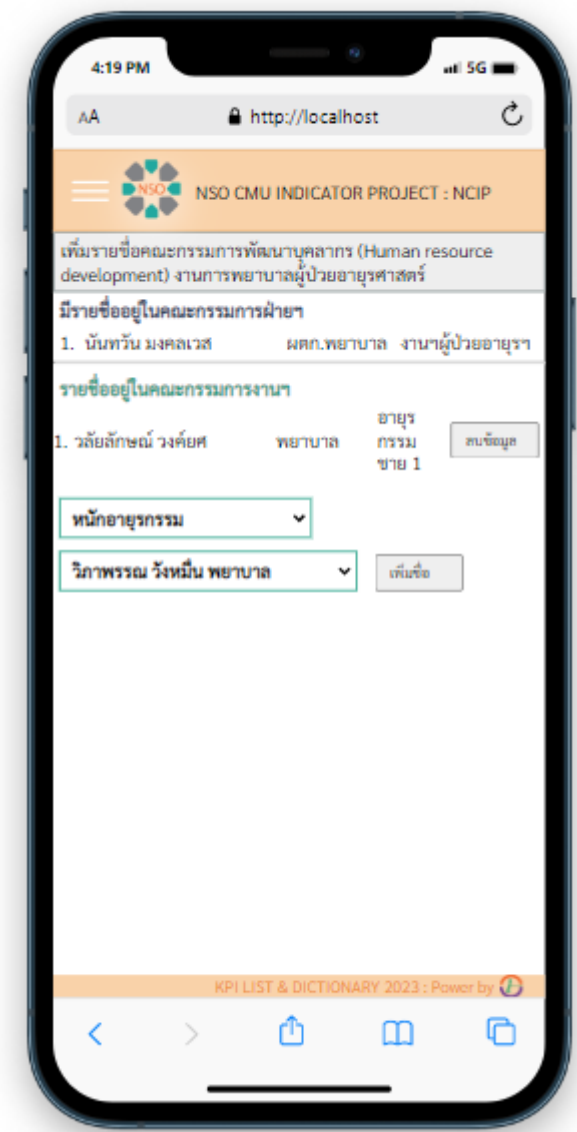 4:19 PM
5G
AA
http://localhost
NSO
NSO CMU INDICATOR PROJECT : NCIP
เพิ่มรายชื่อคณะกรรมการพัฒนาบุคลากร (Human resource
development) งานการพยาบาลผู้ป่วยอายุรศาสตร์
มีรายชื่ออยู่ในคณะกรรมการฝ่ายฯ
1. นันทวัน มงคลเวส ผตก.พยาบาล งานฯผู้ป่วยอายุรฯ
รายชื่ออยู่ในคณะกรรมการงานฯ
1. วลัยลักษณ์ วงค์ยศ พยาบาล อายุร
กรรม
ชาย 1
ลบข้อมูล
หนักอายุรกรรม
วิภาพรรณ วังหมื่น พยาบาล
เพิ่มชื่อ
KPI LIST & DICTIONARY 2023 : Power by